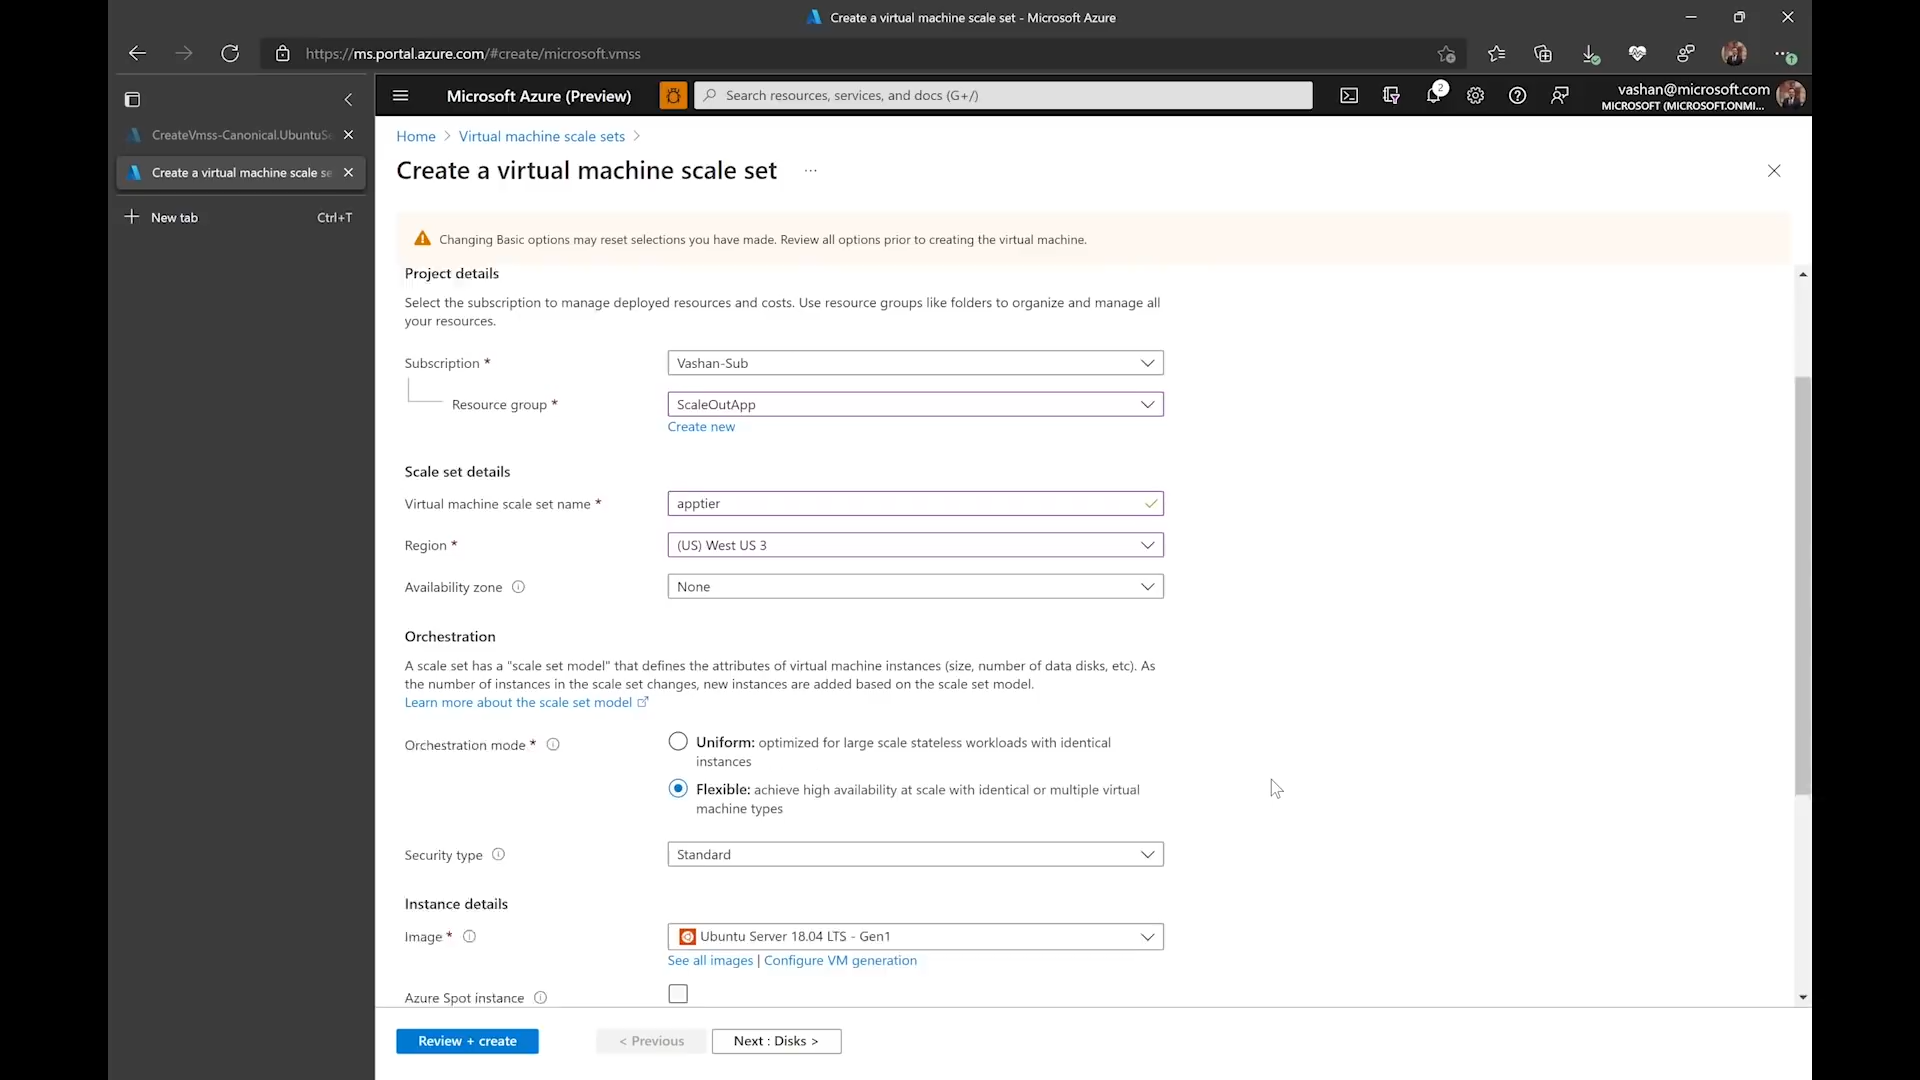 Create a virtual machine scale set - Microsoft Azure
https://ms.portal.azure.com/#create/microsoft.vmss
Microsoft Azure (Preview)
Search resources, services, and docs (G+/)
2
vashan@microsoft.com
MICROSOFT (MICROSOFT.ONMI...
CreateVmss-Canonical.UbuntuSe
Create a virtual machine scale se
New tab
Ctrl+T
Home > Virtual machine scale sets >
Create a virtual machine scale set ...
Changing Basic options may reset selections you have made. Review all options prior to creating the virtual machine.
Project details
Select the subscription to manage deployed resources and costs. Use resource groups like folders to organize and manage all
your resources.
Subscription *
Vashan-Sub
Resource group *
ScaleOutApp
Create new
Scale set details
Virtual machine scale set name *
apptier
Region *
(US) West US 3
Availability zone
None
Orchestration
A scale set has a "scale set model" that defines the attributes of virtual machine instances (size, number of data disks, etc). As
the number of instances in the scale set changes, new instances are added based on the scale set model.
Learn more about the scale set model
Orchestration mode *
Uniform: optimized for large scale stateless workloads with identical
instances
Flexible: achieve high availability at scale with identical or multiple virtual
machine types
Security type
Standard
Instance details
Image *
Ubuntu Server 18.04 LTS - Gen1
See all images | Configure VM generation
Azure Spot instance
Review + create
< Previous
Next : Disks >